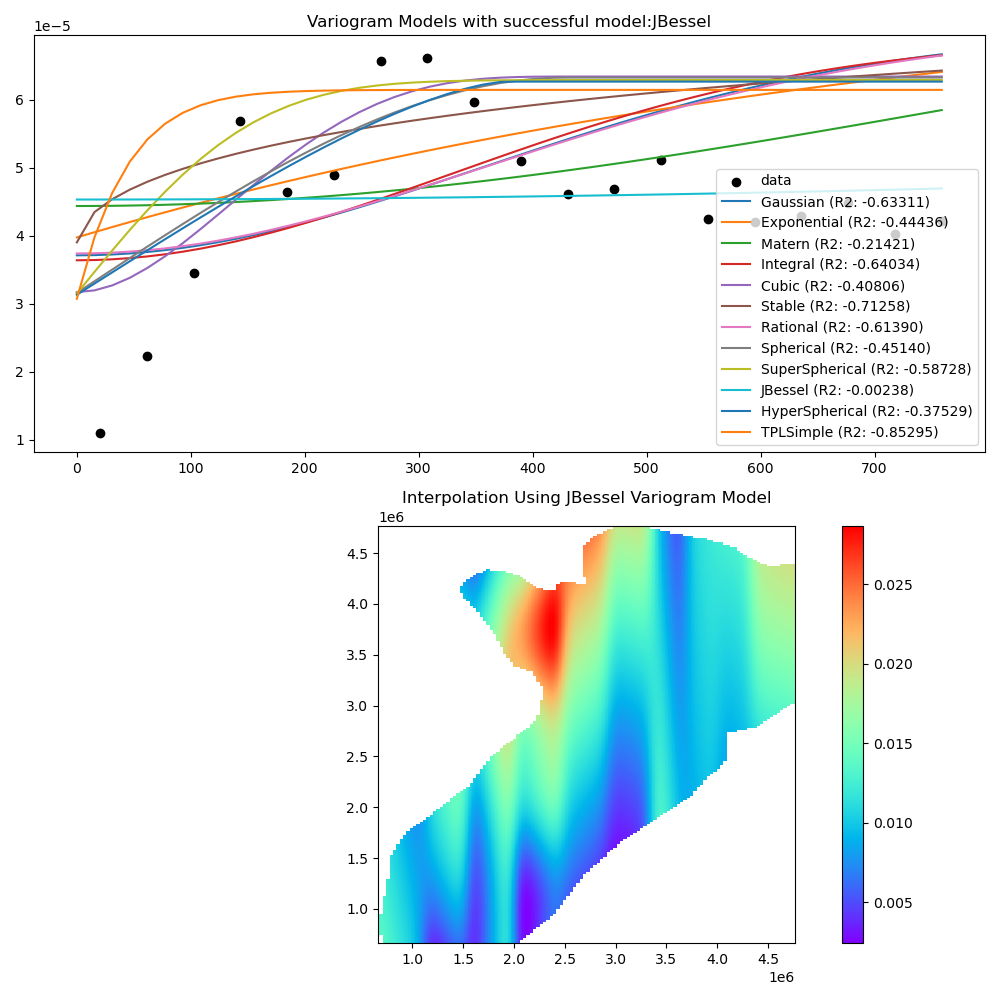 Variogram Models with successful model:JBessel
1e−5
6
5
4
3
2
1
0 100 200 300 400 500 600 700
data
Gaussian (R2: -0.63311)
Exponential (R2: -0.44436)
Matern (R2: -0.21421)
Integral (R2: -0.64034)
Cubic (R2: -0.40806)
Stable (R2: -0.71258)
Rational (R2: -0.61390)
Spherical (R2: -0.45140)
SuperSpherical (R2: -0.58728)
JBessel (R2: -0.00238)
HyperSpherical (R2: -0.37529)
TPLSimple (R2: -0.85295)
Interpolation Using JBessel Variogram Model
1e6
4.5
4.0
3.5
3.0
2.5
2.0
1.5
1.0
1.0 1.5 2.0 2.5 3.0 3.5 4.0 4.5
1e6
0.025
0.020
0.015
0.010
0.005